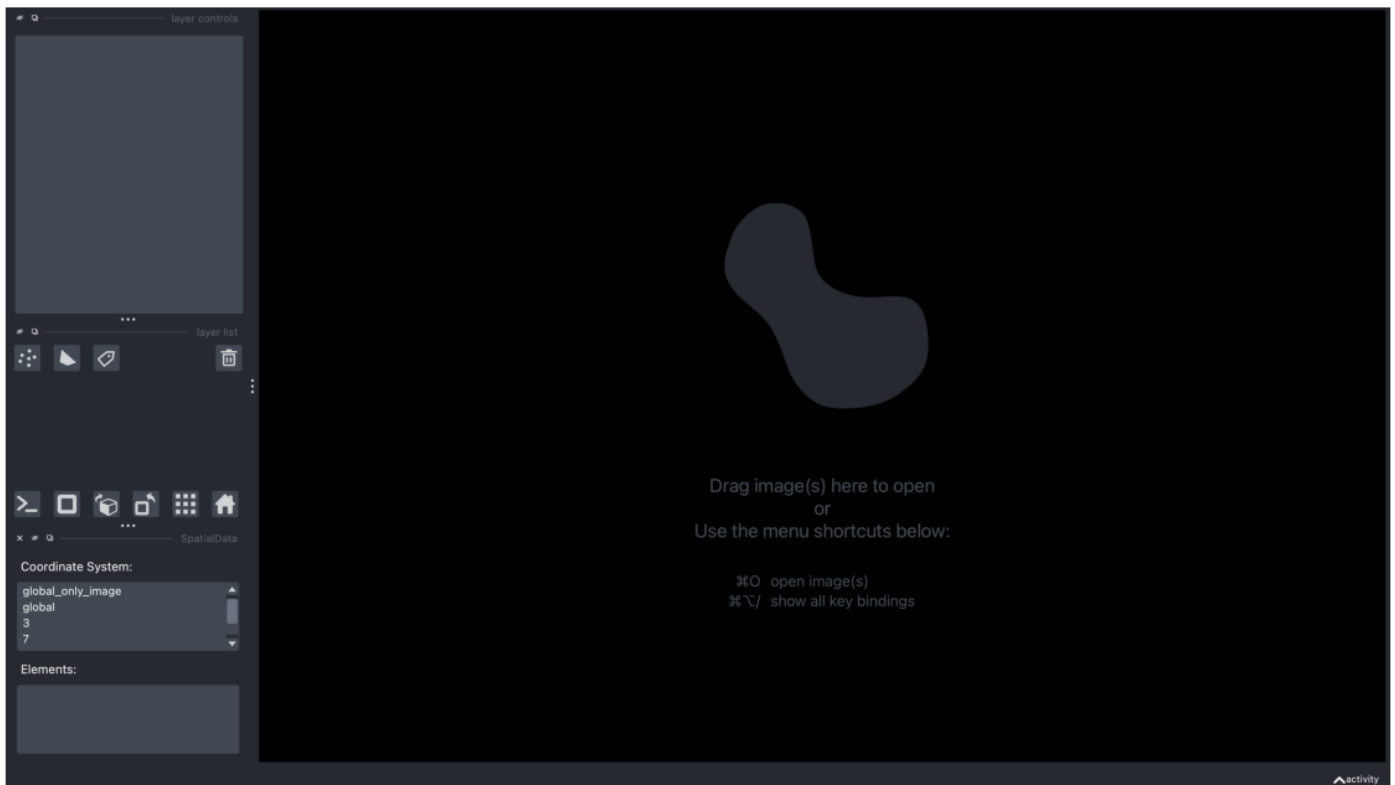 layer controls
layer list
SpatialData
Coordinate System:
global_only_image
global
3
7
Elements:
Drag image(s) here to open
or
Use the menu shortcuts below:
⌘O open image(s)
⌘⌥/ show all key bindings
activity